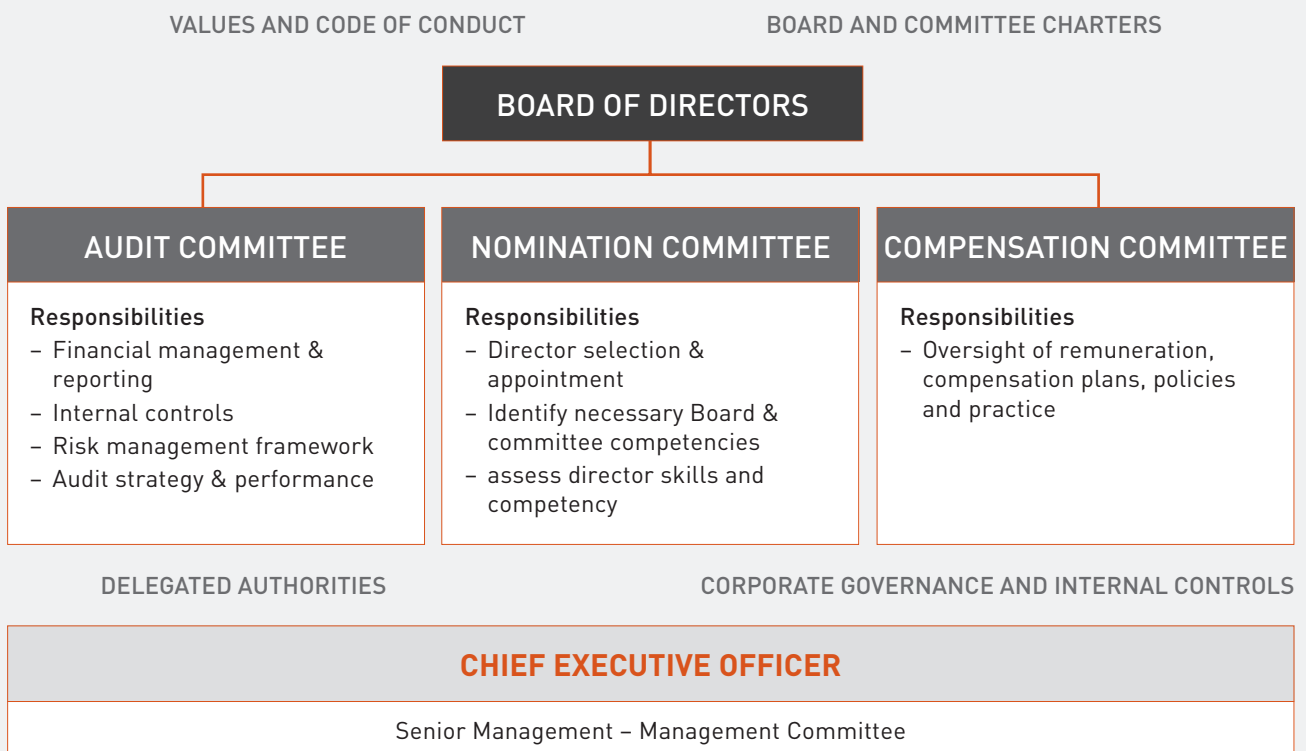 VALUES AND CODE OF CONDUCT
BOARD AND COMMITTEE CHARTERS
BOARD OF DIRECTORS
AUDIT COMMITTEE
Responsibilities
– Financial management &
reporting
– Internal controls
– Risk management framework
– Audit strategy & performance
NOMINATION COMMITTEE
Responsibilities
– Director selection &
appointment
– Identify necessary Board &
committee competencies
– assess director skills and
competency
COMPENSATION COMMITTEE
Responsibilities
– Oversight of remuneration,
compensation plans, policies
and practice
DELEGATED AUTHORITIES
CORPORATE GOVERNANCE AND INTERNAL CONTROLS
CHIEF EXECUTIVE OFFICER
Senior Management – Management Committee